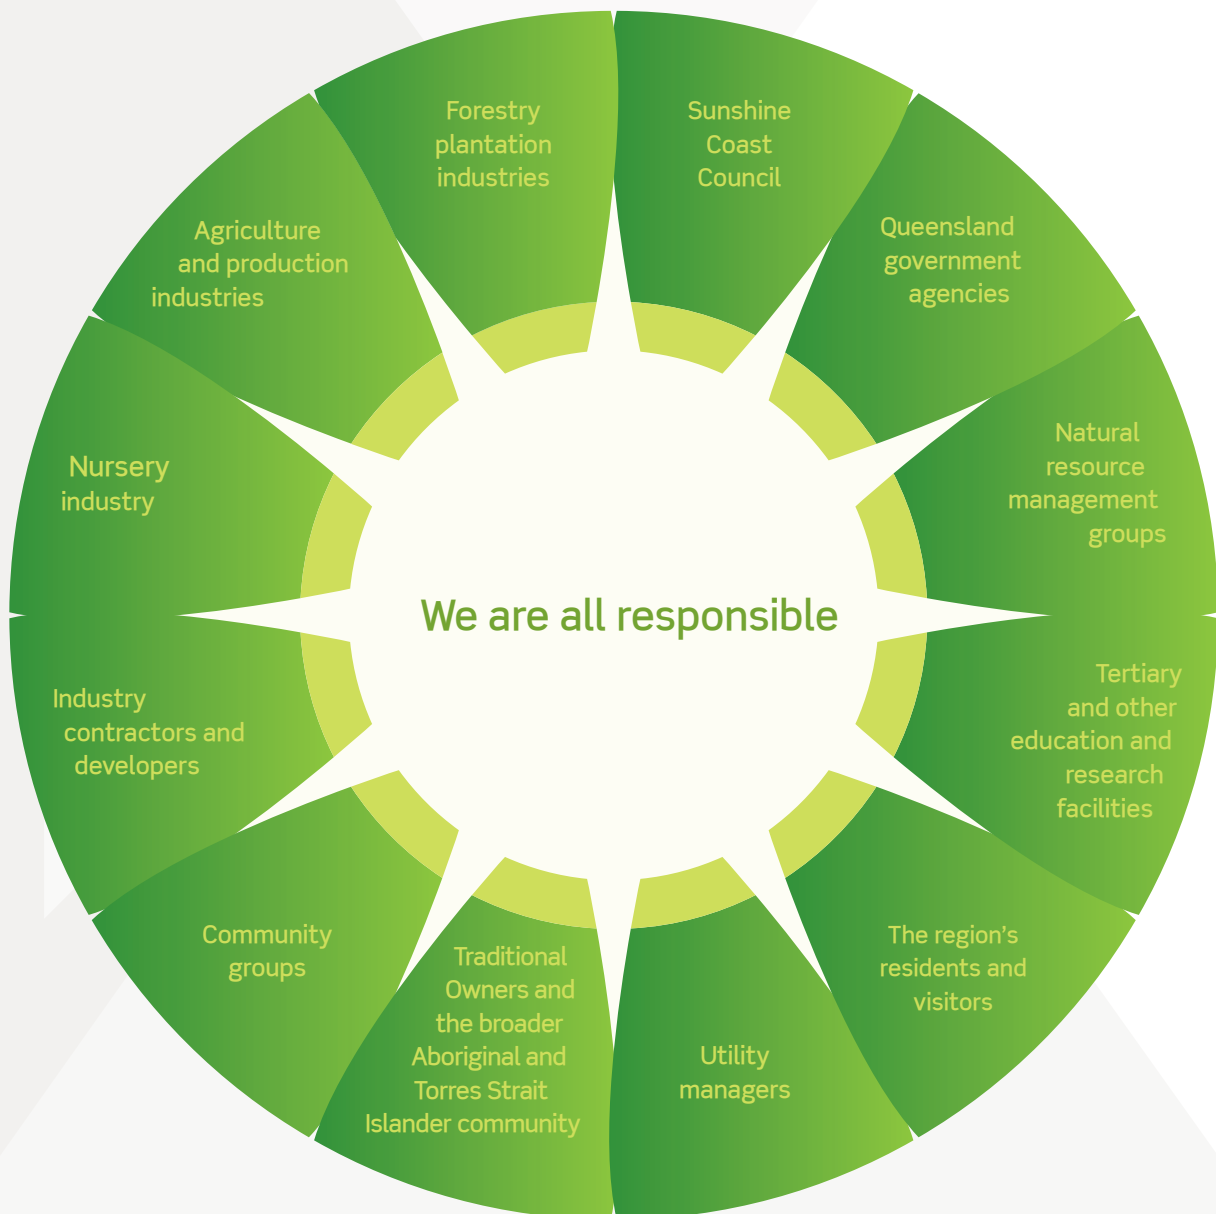 Forestry
plantation
industries
Sunshine
Coast
Council
Queensland
government
agencies
Natural
resource
management
groups
Tertiary
and other
education and
research
facilities
The region’s
residents and
visitors
Utility
managers
Traditional
Owners and
the broader
Aboriginal and
Torres Strait
Islander community
Community
groups
Industry
contractors and
developers
Nursery
industry
Agriculture
and production
industries
We are all responsible